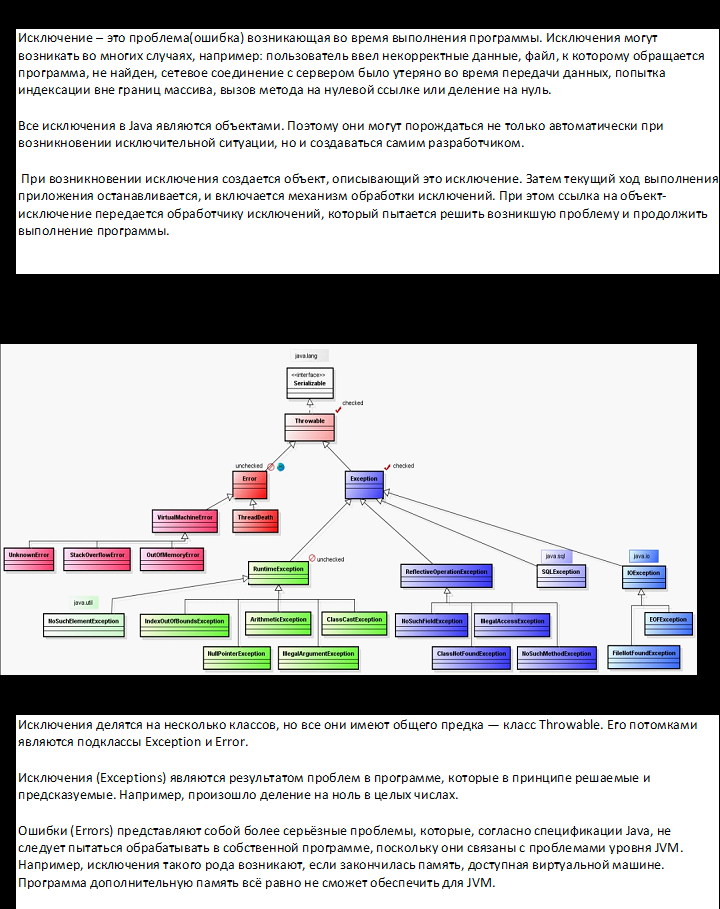 Исключение – это проблема(ошибка) возникающая во время выполнения программы. Исключения могут
возникать во многих случаях, например: пользователь ввел некорректные данные, файл, к которому обращается
программа, не найден, сетевое соединение с сервером было утеряно во время передачи данных, попытка
индексации вне границ массива, вызов метода на нулевой ссылке или деление на нуль.
Все исключения в Java являются объектами. Поэтому они могут порождаться не только автоматически при
возникновении исключительной ситуации, но и создаваться самим разработчиком.
При возникновении исключения создается объект, описывающий это исключение. Затем текущий ход выполнения
приложения останавливается, и включается механизм обработки исключений. При этом ссылка на объект-
исключение передается обработчику исключений, который пытается решить возникшую проблему и продолжить
выполнение программы.
java.lang
<<interface>>
Serializable
checked
Throwable
unchecked
checked
Error
Exception
VirtualMachineError
ThreadDeath
UnknownError
StackOverflowError
OutOfMemoryError
unchecked
java.sql
java.io
RuntimeException
ReflectiveOperationException
SQLException
IOException
java.util
NoSuchElementException
IndexOutOfBoundsException
ArithmeticException
ClassCastException
NoSuchFieldException
IllegalAccessException
EOFException
NullPointerException
IllegalArgumentException
ClassNotFoundException
NoSuchMethodException
FileNotFoundException
Исключения делятся на несколько классов, но все они имеют общего предка — класс Throwable. Его потомками
являются подклассы Exception и Error.
Исключения (Exceptions) являются результатом проблем в программе, которые в принципе решаемые и
предсказуемые. Например, произошло деление на ноль в целых числах.
Ошибки (Errors) представляют собой более серьёзные проблемы, которые, согласно спецификации Java, не
следует пытаться обрабатывать в собственной программе, поскольку они связаны с проблемами уровня JVM.
Например, исключения такого рода возникают, если закончилась память, доступная виртуальной машине.
Программа дополнительную память всё равно не сможет обеспечить для JVM.